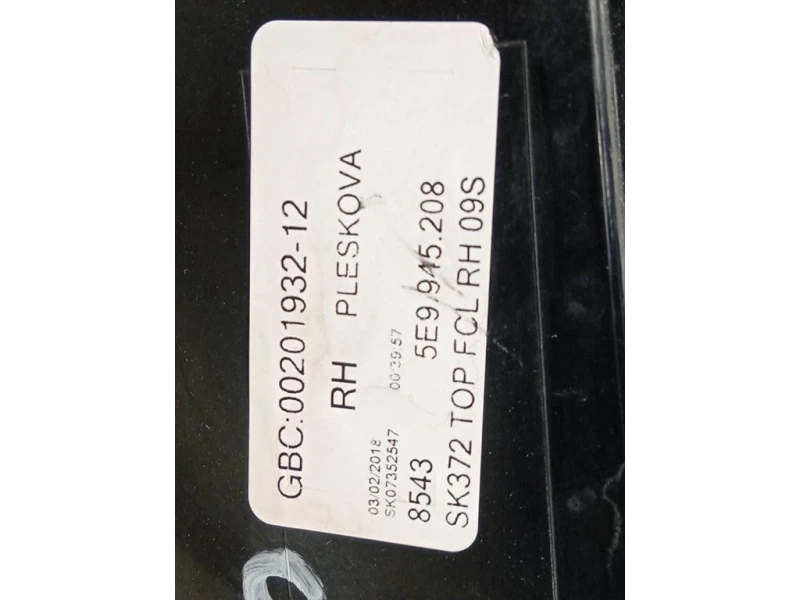 GBC:00201932-12
RH PLESKOVA
03/02/2018
SK07352547 00:39:57
8543 5E9.945.208
SK372 TOP FCL RH 09S